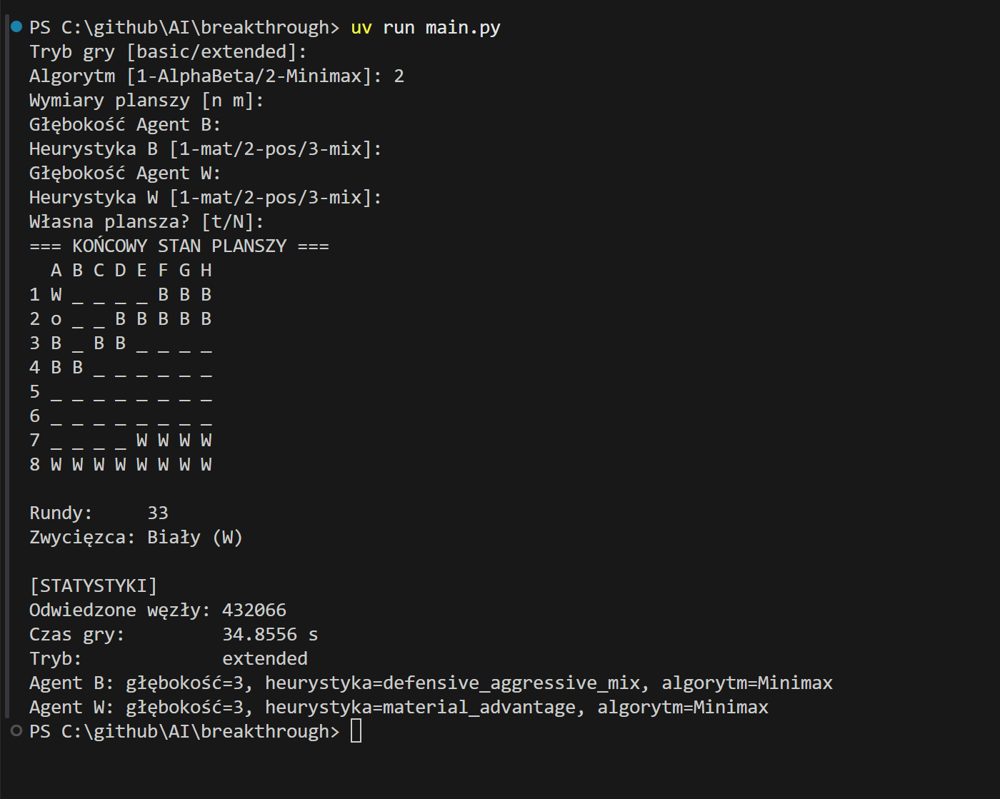 PS C:\github\AI\breakthrough> uv run main.py
Tryb gry [basic/extended]:
Algorytm [1-AlphaBeta/2-Minimax]: 2
Wymiary planszy [n m]:
Głębokość Agent B:
Heurystyka B [1-mat/2-pos/3-mix]:
Głębokość Agent W:
Heurystyka W [1-mat/2-pos/3-mix]:
Własna plansza? [t/N]:
=== KOŃCOWY STAN PLANSZY ===
  A B C D E F G H
1 W _ _ _ _ B B B
2 o _ _ B B B B B
3 B _ B B _ _ _ _
4 B B _ _ _ _ _ _
5 _ _ _ _ _ _ _ _
6 _ _ _ _ _ _ _ _
7 _ _ _ _ W W W W
8 W W W W W W W W
Rundy:     33
Zwycięzca: Biały (W)
[STATYSTYKI]
Odwiedzone węzły: 432066
Czas gry:         34.8556 s
Tryb:             extended
Agent B: głębokość=3, heurystyka=defensive_aggressive_mix, algorytm=Minimax
Agent W: głębokość=3, heurystyka=material_advantage, algorytm=Minimax
PS C:\github\AI\breakthrough>